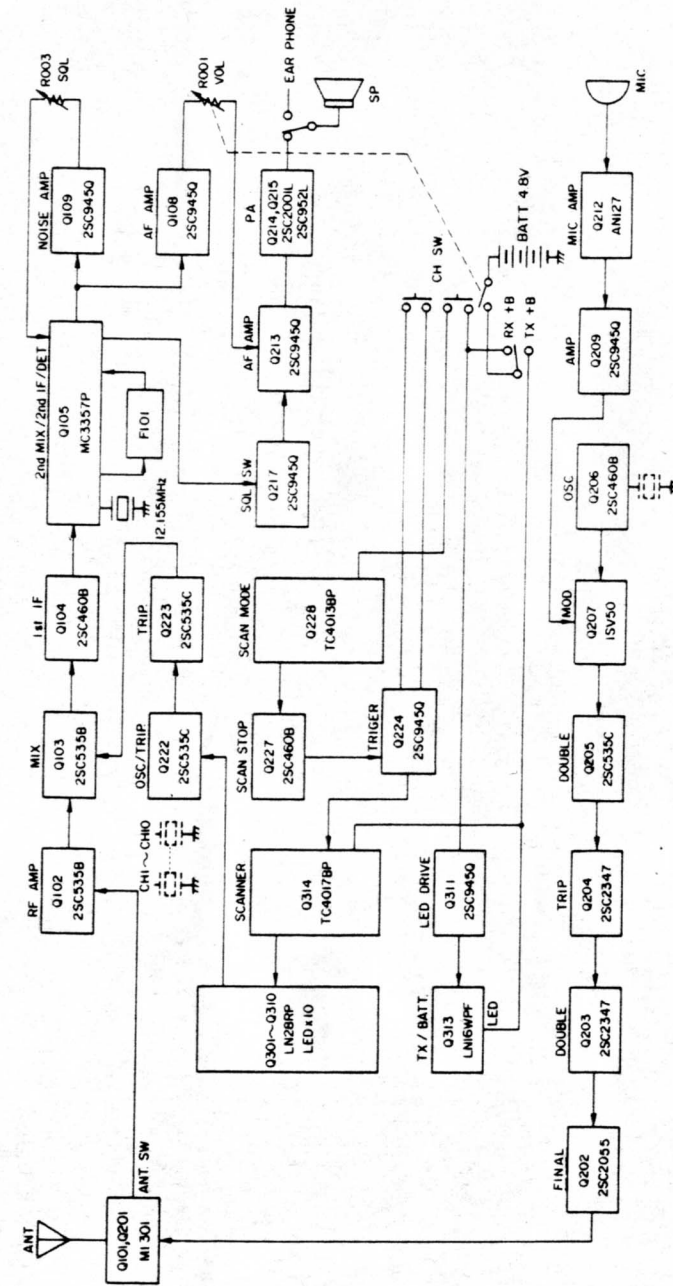 ANT
Q101,Q201
MI 301
ANT. SW
RF AMP
Q102
2SC535B
MIX
Q103
2SC535B
1st IF
Q104
2SC460B
2nd MIX/2nd IF/DET
Q105
MC3357P
F101
12.155MHz
NOISE AMP
Q109
2SC945Q
R003
SQL
AF AMP
Q108
2SC945Q
R001
VOL
CH1~CH10
OSC/TRIP.
Q222
2SC535C
TRIP.
Q223
2SC535C
SQL SW
Q217
2SC945Q
AF AMP
Q213
2SC945Q
PA
Q214,Q215
2SC2001L
2SC952L
EAR PHONE
SP
Q301~Q310
LN28RP
LED×10
SCANNER
Q314
TC4017BP
SCAN STOP
Q227
2SC460B
SCAN MODE
Q228
TC4013BP
TRIGER
Q224
2SC945Q
CH SW.
TX/BATT.
Q313
LN16WPF
LED
LED DRIVE
Q311
2SC945Q
RX +B
TX +B
BATT 4.8V
FINAL
Q202
2SC2055
DOUBLE
Q203
2SC2347
TRIP
Q204
2SC2347
DOUBLE
Q205
2SC535C
MOD
Q207
1SV50
OSC
Q206
2SC460B
AMP
Q209
2SC945Q
MIC AMP
Q212
AN127
MIC